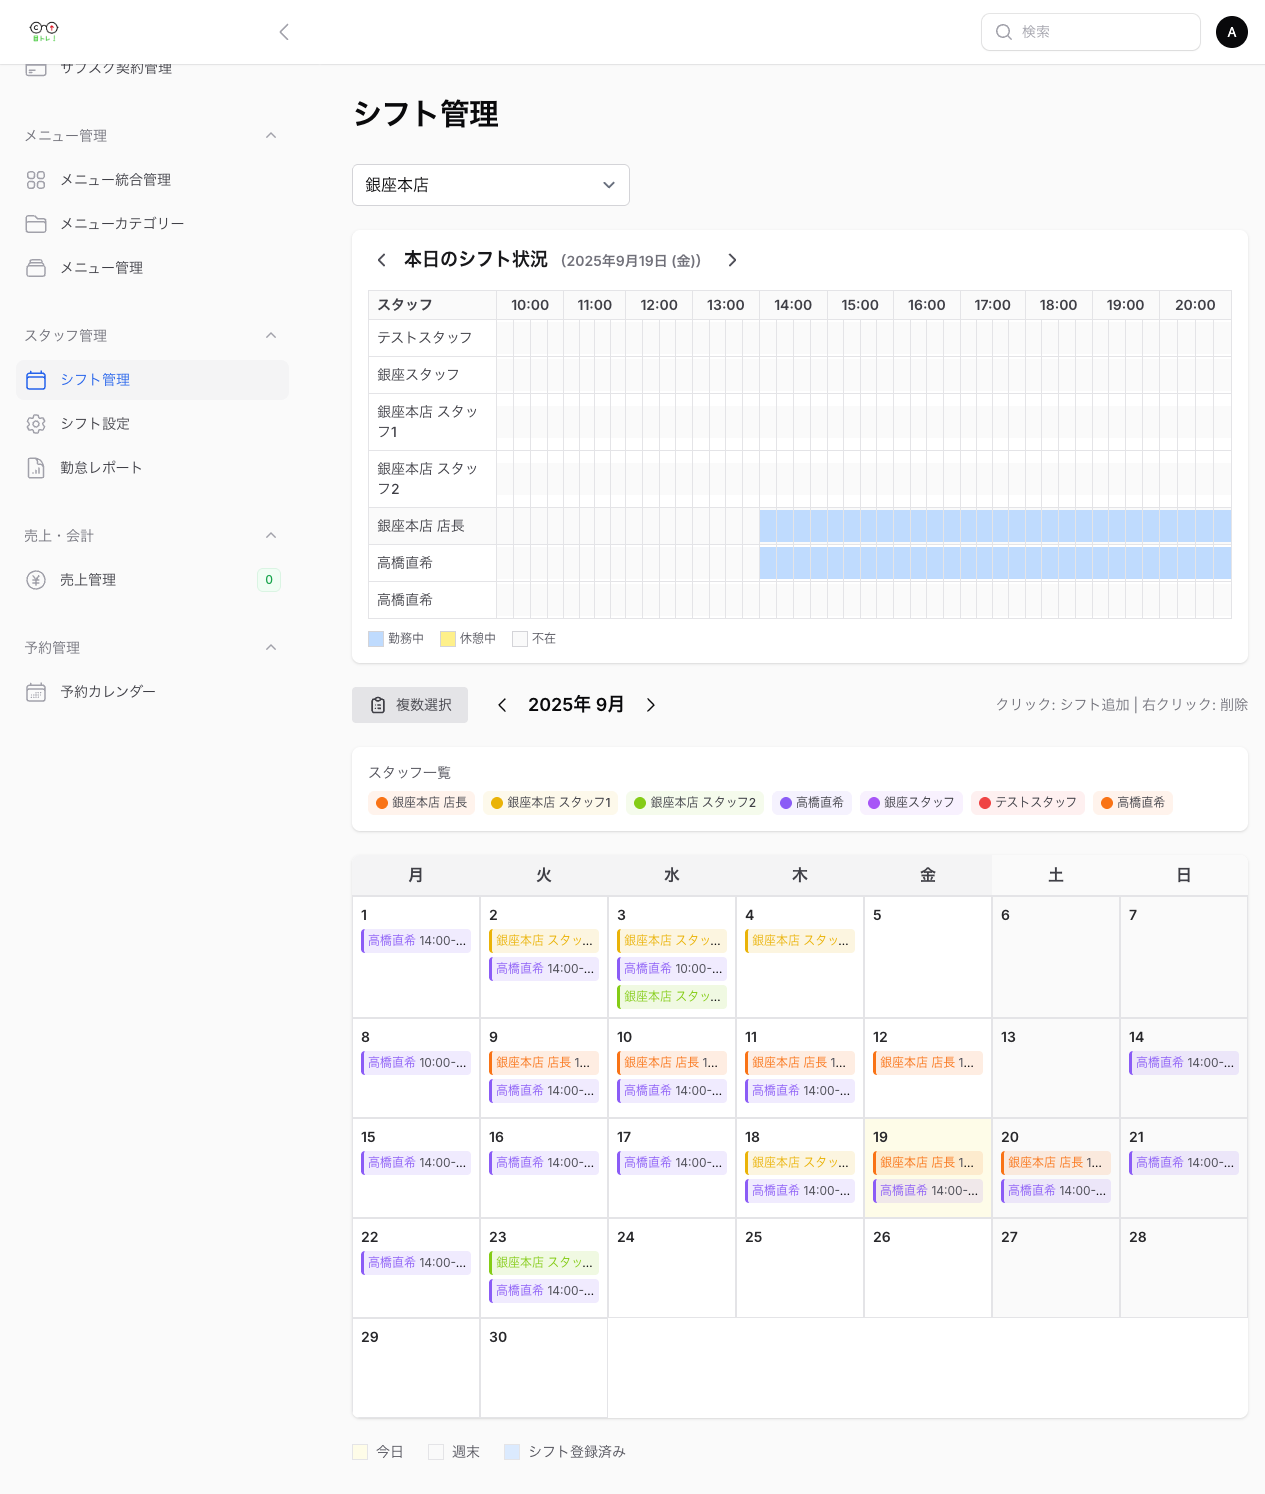 検索
A
サブスク契約管理
メニュー管理
メニュー統合管理
メニューカテゴリー
メニュー管理
スタッフ管理
シフト管理
シフト設定
勤怠レポート
売上・会計
売上管理
0
予約管理
予約カレンダー
シフト管理
銀座本店
本日のシフト状況 (2025年9月19日 (金))
スタッフ 10:00 11:00 12:00 13:00 14:00 15:00 16:00 17:00 18:00 19:00 20:00
テストスタッフ
銀座スタッフ
銀座本店 スタッ
フ1
銀座本店 スタッ
フ2
銀座本店 店長
高橋直希
高橋直希
勤務中 休憩中 不在
複数選択
2025年 9月
クリック: シフト追加 | 右クリック: 削除
スタッフ一覧
銀座本店 店長 銀座本店 スタッフ1 銀座本店 スタッフ2 高橋直希 銀座スタッフ テストスタッフ 高橋直希
月 火 水 木 金 土 日
1 2 3 4 5 6 7
高橋直希 14:00-... 銀座本店 スタッ... 銀座本店 スタッ... 銀座本店 スタッ...
高橋直希 14:00-... 高橋直希 10:00-...
銀座本店 スタッ...
8 9 10 11 12 13 14
高橋直希 10:00-... 銀座本店 店長 1... 銀座本店 店長 1... 銀座本店 店長 1... 銀座本店 店長 1... 高橋直希 14:00-...
高橋直希 14:00-... 高橋直希 14:00-... 高橋直希 14:00-...
15 16 17 18 19 20 21
高橋直希 14:00-... 高橋直希 14:00-... 高橋直希 14:00-... 銀座本店 スタッ... 銀座本店 店長 1... 銀座本店 店長 1... 高橋直希 14:00-...
高橋直希 14:00-... 高橋直希 14:00-... 高橋直希 14:00-...
22 23 24 25 26 27 28
高橋直希 14:00-... 銀座本店 スタッ...
高橋直希 14:00-...
29 30
今日 週末 シフト登録済み